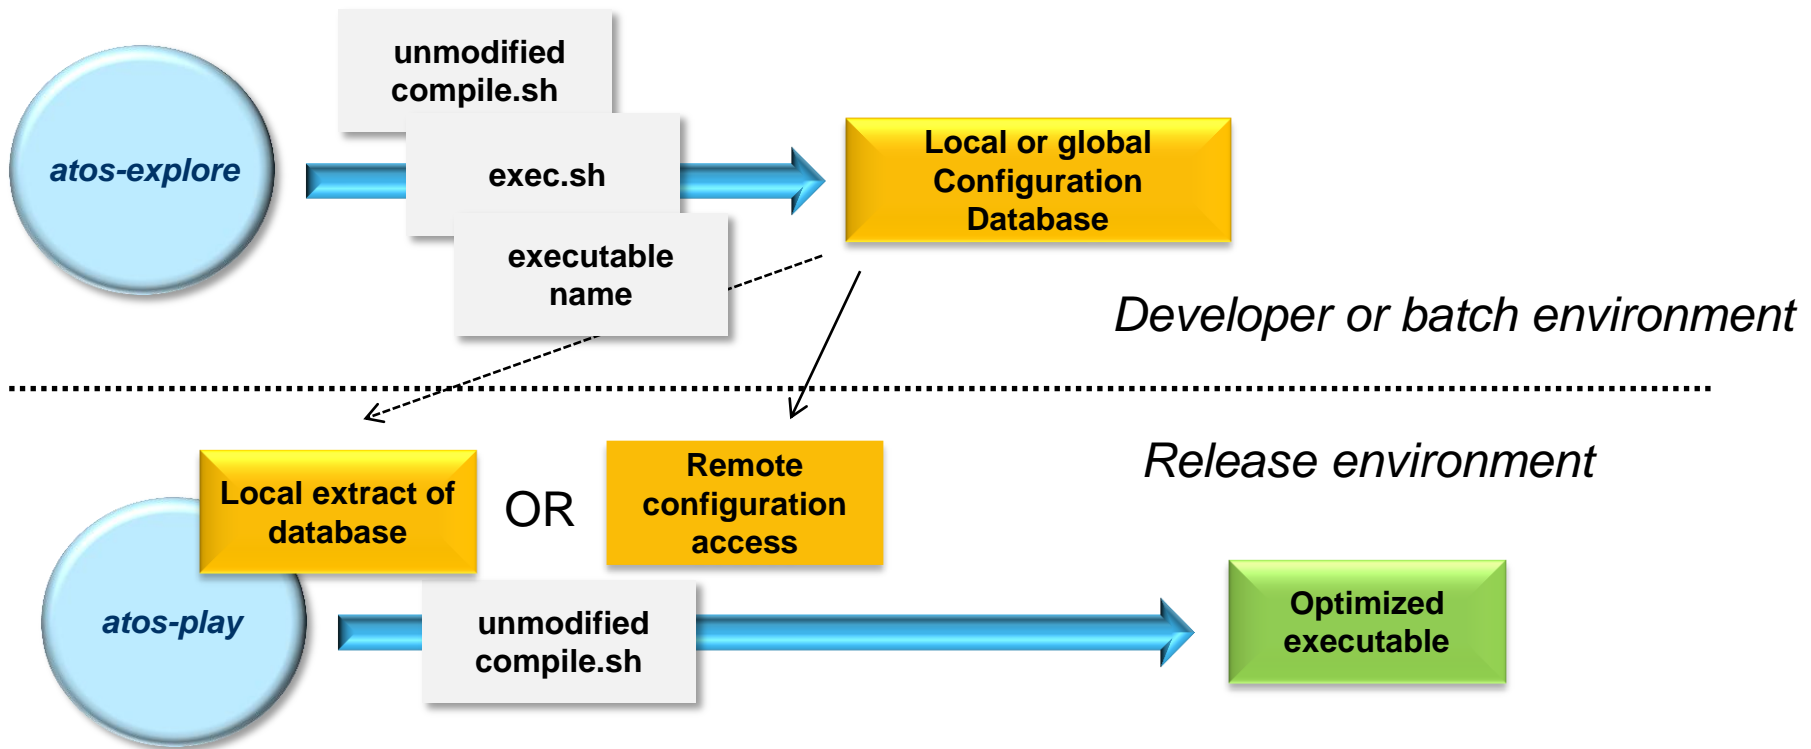 unmodified
compile.sh
atos-explore
exec.sh
executable
name
Local or global
Configuration
Database
Developer or batch environment
Release environment
Local extract of
database
OR
Remote
configuration
access
atos-play
unmodified
compile.sh
Optimized
executable